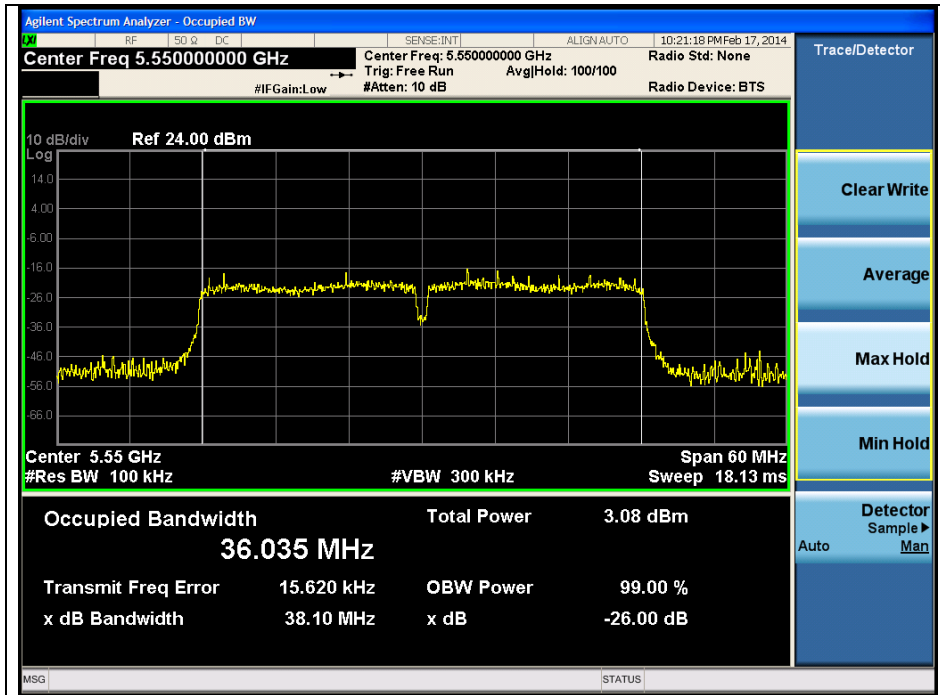 Agilent Spectrum Analyzer - Occupied BW
LXI RF 50 Ω DC SENSE:INT ALIGN AUTO 10:21:18 PM Feb 17, 2014
Center Freq 5.550000000 GHz
Center Freq: 5.550000000 GHz
Radio Std: None
Trig: Free Run Avg|Hold: 100/100
#IFGain:Low
#Atten: 10 dB
Radio Device: BTS
10 dB/div Ref 24.00 dBm
Log
14.0
4.00
-6.00
-16.0
-26.0
-36.0
-46.0
-56.0
-66.0
Center 5.55 GHz Span 60 MHz
#Res BW 100 kHz #VBW 300 kHz Sweep 18.13 ms
Occupied Bandwidth Total Power 3.08 dBm
36.035 MHz
Transmit Freq Error 15.620 kHz OBW Power 99.00 %
x dB Bandwidth 38.10 MHz x dB -26.00 dB
MSG STATUS
Trace/Detector
Clear Write
Average
Max Hold
Min Hold
Detector
Sample▶
Auto Man